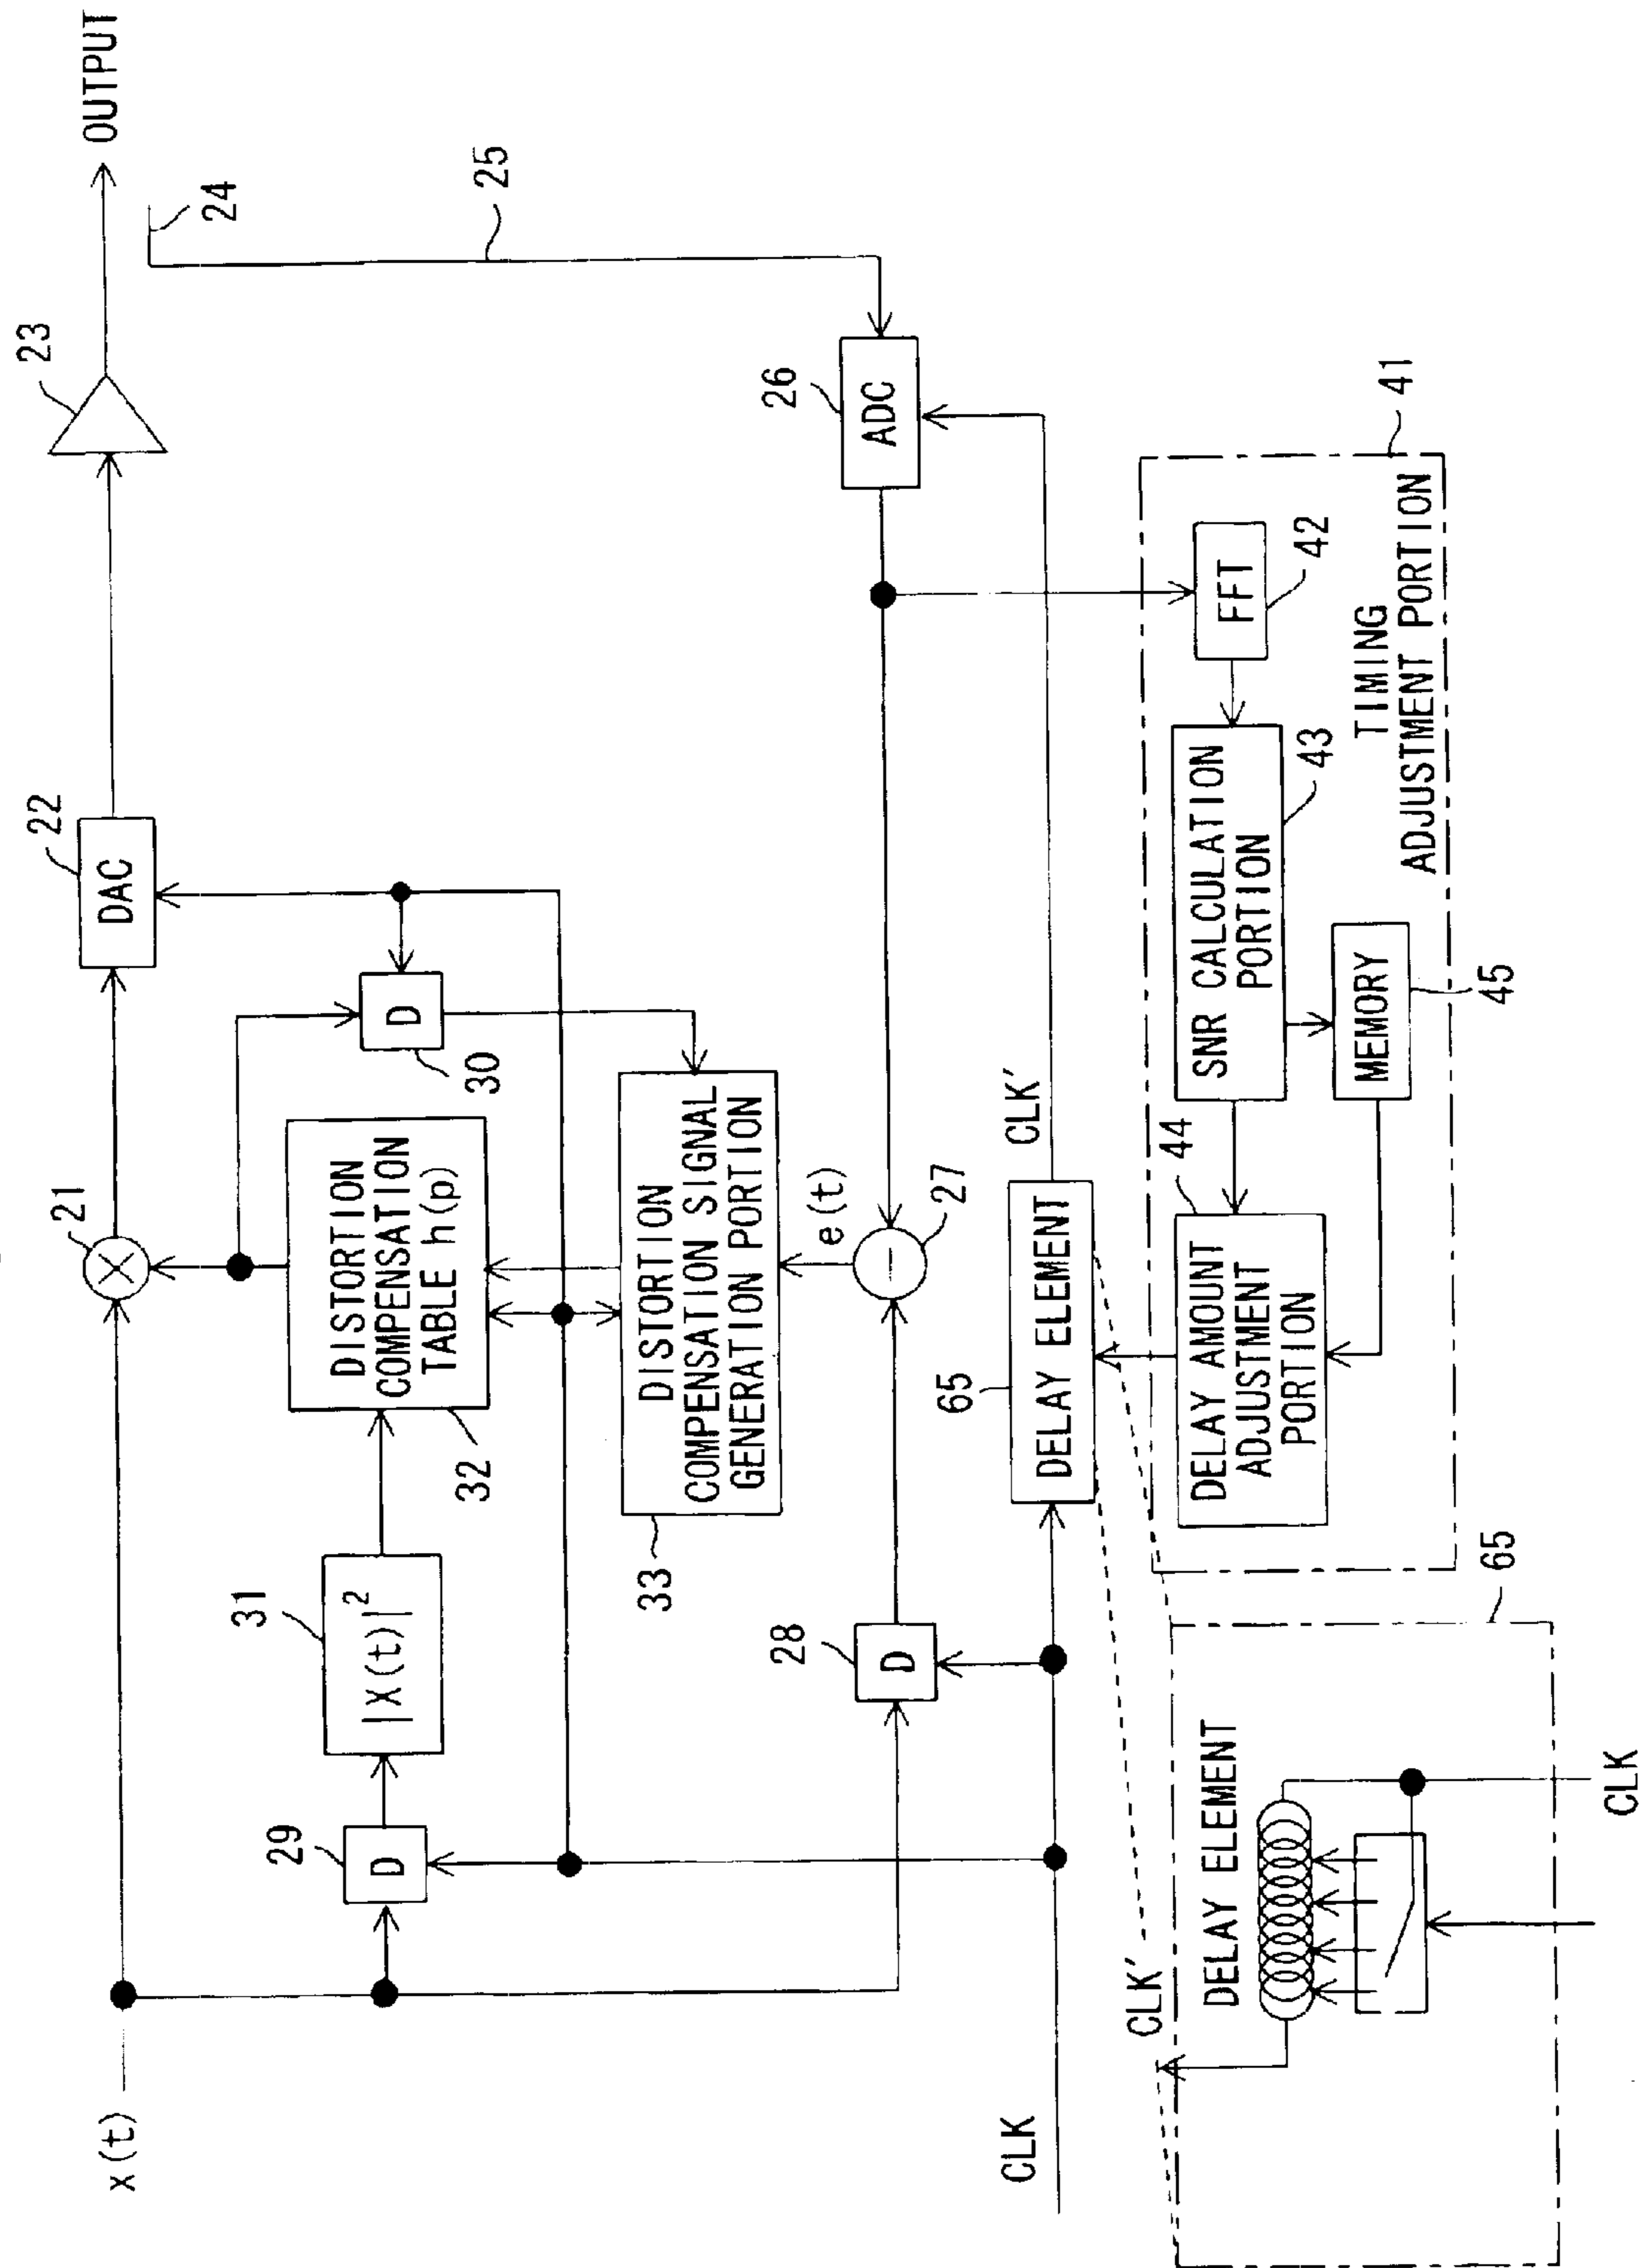 x(t)
21
22
DAC
23
OUTPUT
24
25
29
D
31
|X(t)|²
32
DISTORTION
COMPENSATION
TABLE h(p)
30
D
33
DISTORTION
COMPENSATION SIGNAL
GENERATION PORTION
e(t)
28
D
27
26
ADC
CLK
65
DELAY ELEMENT
CLK'
41
TIMING
ADJUSTMENT PORTION
FFT
42
SNR CALCULATION
PORTION
43
44
DELAY AMOUNT
ADJUSTMENT
PORTION
MEMORY
45
65
DELAY ELEMENT
CLK'
CLK